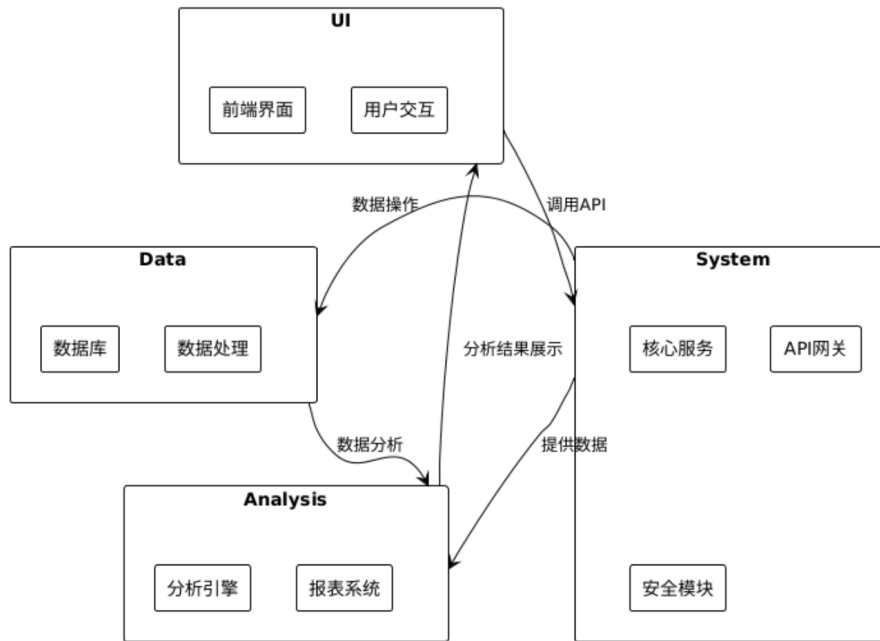 UI
前端界面
用户交互
数据操作
调用API
Data
数据库
数据处理
System
核心服务
API网关
分析结果展示
数据分析
提供数据
Analysis
分析引擎
报表系统
安全模块